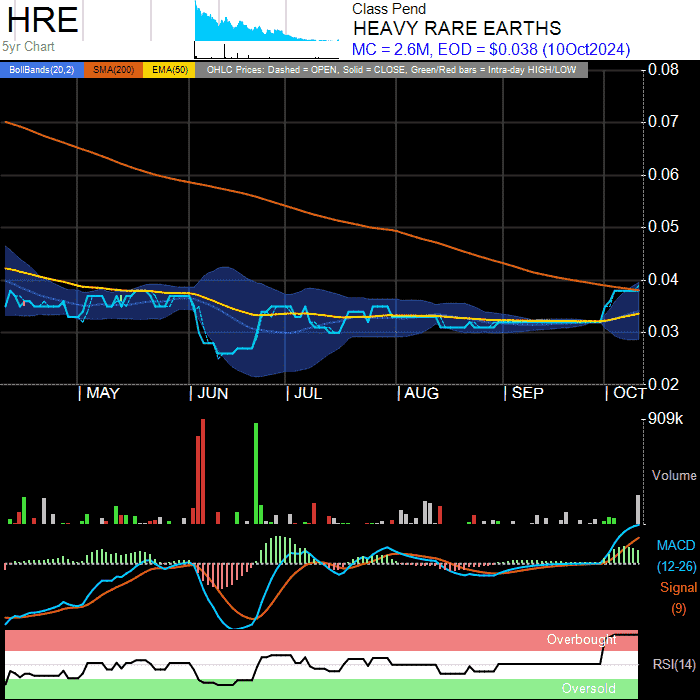 HRE
5yr Chart
Class Pend
HEAVY RARE EARTHS
MC = 2.6M, EOD = $0.038 (10Oct2024)
BollBands(20,2) SMA(200) EMA(50) OHLC Prices: Dashed = OPEN, Solid = CLOSE, Green/Red bars = Intra-day HIGH/LOW
0.08
0.07
0.06
0.05
0.04
0.03
0.02
MAY JUN JUL AUG SEP OCT
909k
Volume
MACD
(12-26)
Signal
(9)
Overbought
RSI(14)
Oversold